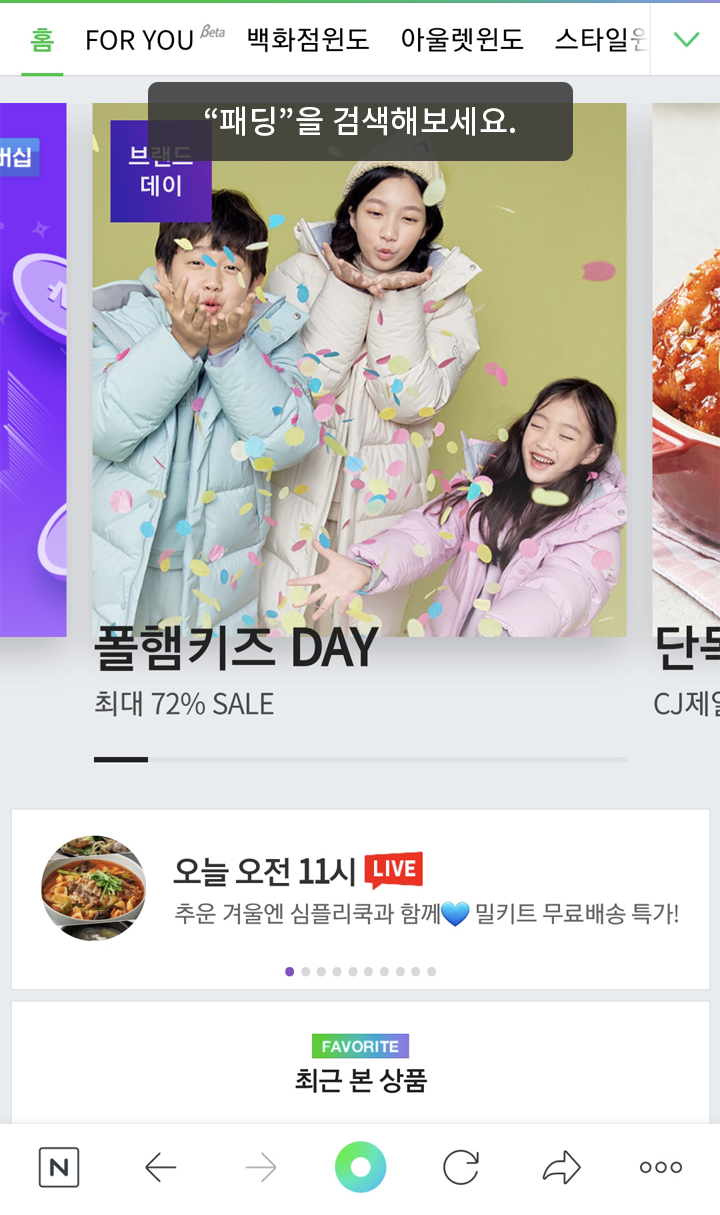 홈 FOR YOU Beta 백화점윈도 아울렛윈도 스타일윈
“패딩”을 검색해보세요.
버십
브랜드
데이
폴햄키즈 DAY
최대 72% SALE
단독
CJ제일
오늘 오전 11시 LIVE
추운 겨울엔 심플리쿡과 함께💙 밀키트 무료배송 특가!
FAVORITE
최근 본 상품
N